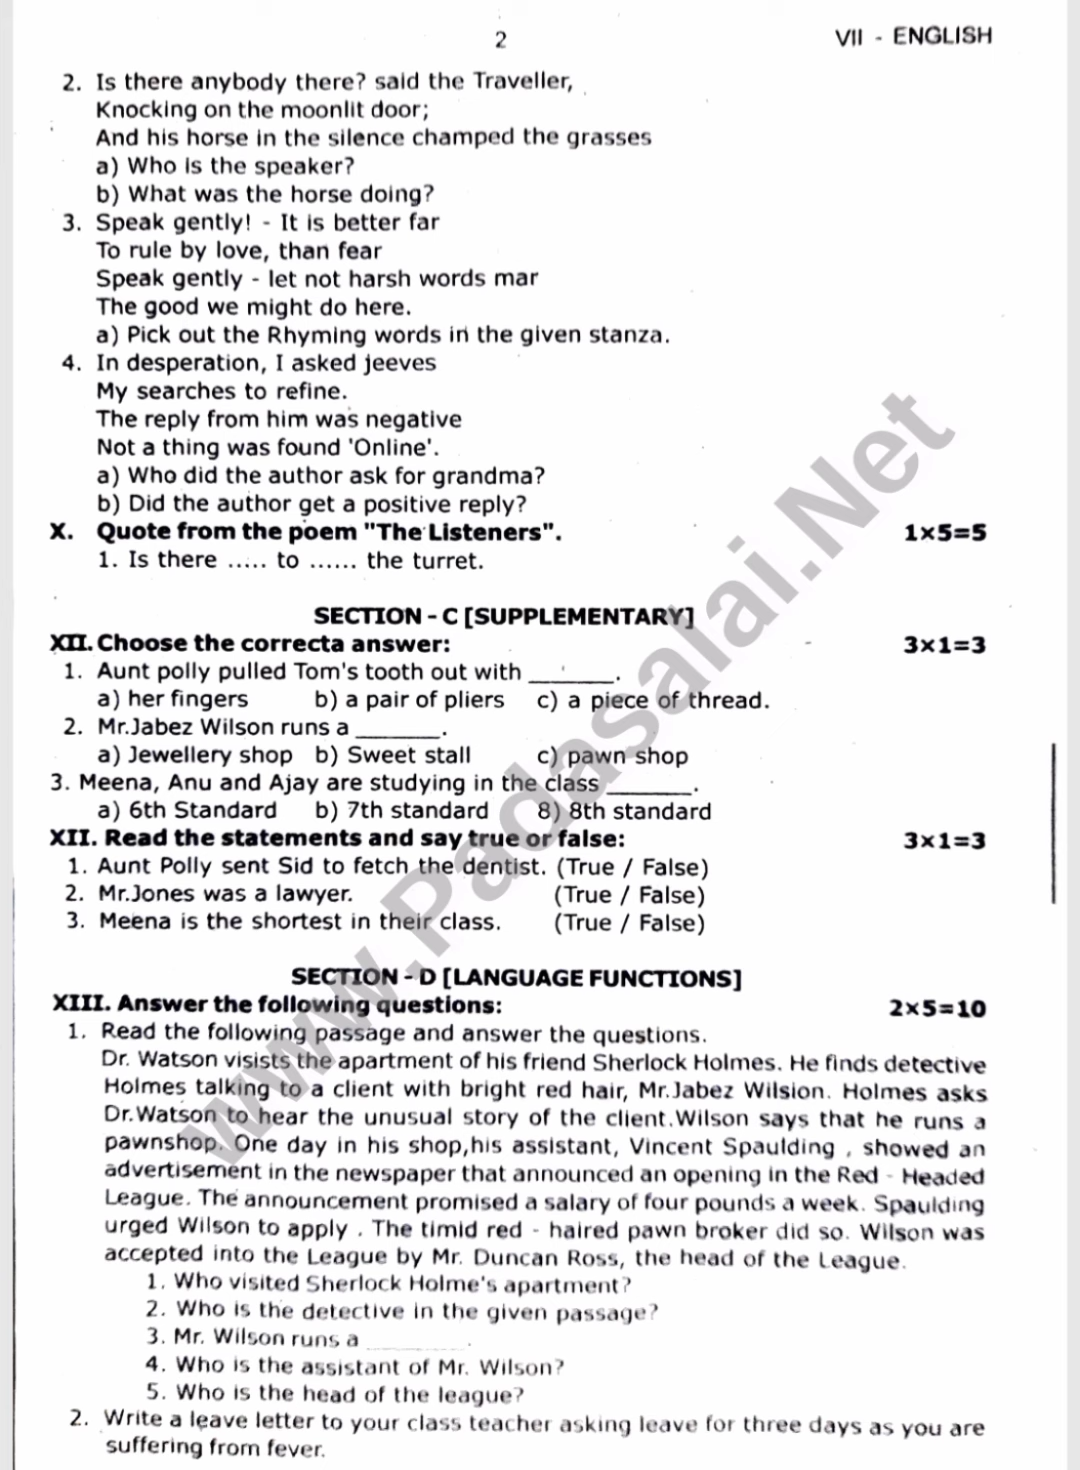 2
VII - ENGLISH
2. Is there anybody there? said the Traveller,
Knocking on the moonlit door;
And his horse in the silence champed the grasses
a) Who is the speaker?
b) What was the horse doing?
3. Speak gently! - It is better far
To rule by love, than fear
Speak gently - let not harsh words mar
The good we might do here.
a) Pick out the Rhyming words in the given stanza.
4. In desperation, I asked jeeves
My searches to refine.
The reply from him was negative
Not a thing was found 'Online'.
a) Who did the author ask for grandma?
b) Did the author get a positive reply?
X. Quote from the poem "The Listeners". 1×5=5
1. Is there ..... to ...... the turret.
SECTION - C [SUPPLEMENTARY]
XII. Choose the correcta answer: 3×1=3
1. Aunt polly pulled Tom's tooth out with _______.
a) her fingers b) a pair of pliers c) a piece of thread.
2. Mr.Jabez Wilson runs a _______.
a) Jewellery shop b) Sweet stall c) pawn shop
3. Meena, Anu and Ajay are studying in the class _______.
a) 6th Standard b) 7th standard 8) 8th standard
XII. Read the statements and say true or false: 3×1=3
1. Aunt Polly sent Sid to fetch the dentist. (True / False)
2. Mr.Jones was a lawyer. (True / False)
3. Meena is the shortest in their class. (True / False)
SECTION - D [LANGUAGE FUNCTIONS]
XIII. Answer the following questions: 2×5=10
1. Read the following passage and answer the questions.
Dr. Watson visists the apartment of his friend Sherlock Holmes. He finds detective
Holmes talking to a client with bright red hair, Mr.Jabez Wilsion. Holmes asks
Dr.Watson to hear the unusual story of the client.Wilson says that he runs a
pawnshop. One day in his shop,his assistant, Vincent Spaulding , showed an
advertisement in the newspaper that announced an opening in the Red - Headed
League. The announcement promised a salary of four pounds a week. Spaulding
urged Wilson to apply . The timid red - haired pawn broker did so. Wilson was
accepted into the League by Mr. Duncan Ross, the head of the League.
1. Who visited Sherlock Holme's apartment?
2. Who is the detective in the given passage?
3. Mr. Wilson runs a ________.
4. Who is the assistant of Mr. Wilson?
5. Who is the head of the league?
2. Write a leave letter to your class teacher asking leave for three days as you are
suffering from fever.
www.Padasalai.Net